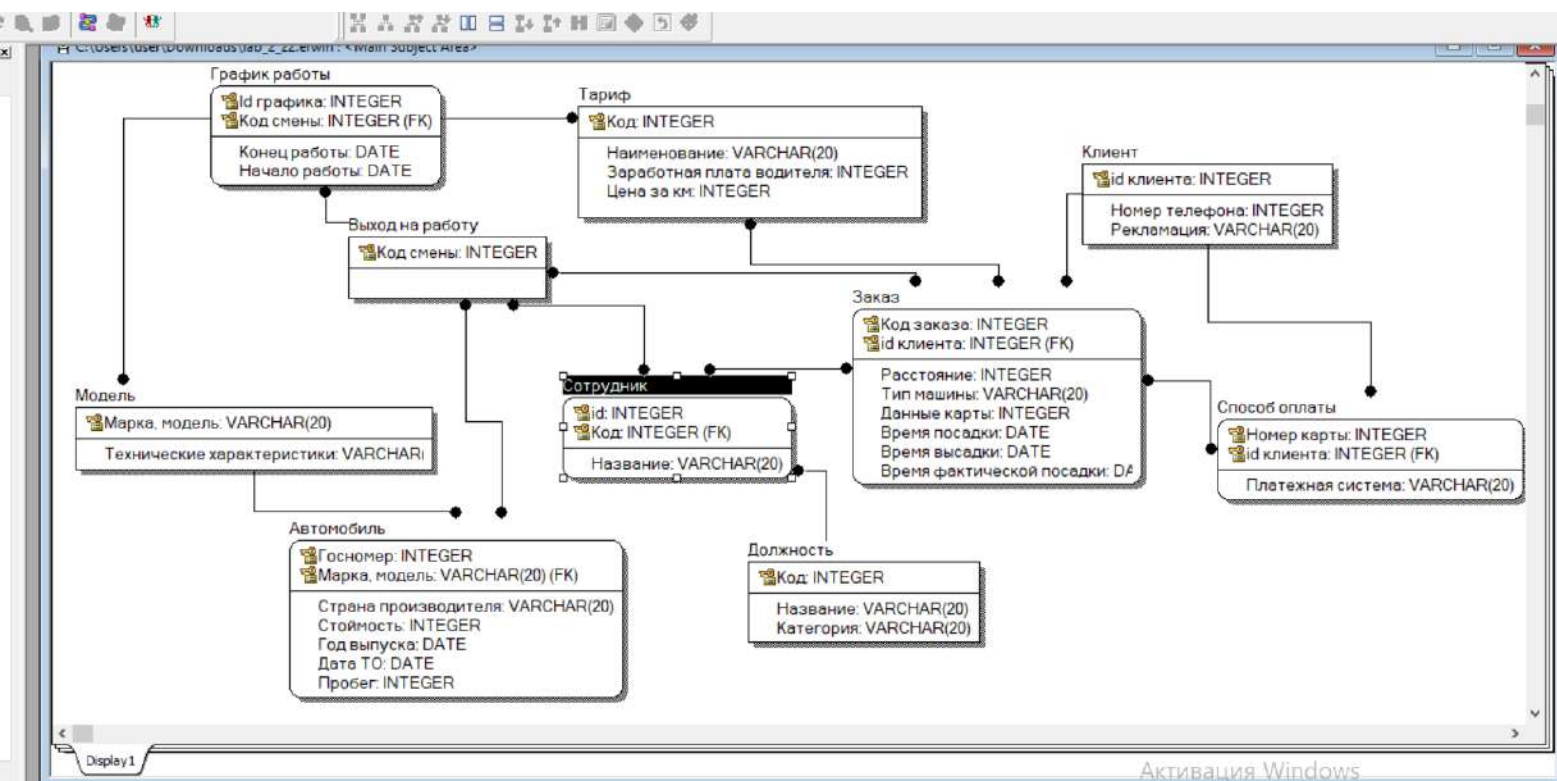 C:\Users\user\Downloads\lab_2_22.erwin : <Main Subject Area>
График работы
Id графика: INTEGER
Код смены: INTEGER (FK)
Конец работы: DATE
Начало работы: DATE
Тариф
Код: INTEGER
Наименование: VARCHAR(20)
Заработная плата водителя: INTEGER
Цена за км: INTEGER
Клиент
id клиента: INTEGER
Номер телефона: INTEGER
Рекламация: VARCHAR(20)
Выход на работу
Код смены: INTEGER
Заказ
Код заказа: INTEGER
id клиента: INTEGER (FK)
Расстояние: INTEGER
Тип машины: VARCHAR(20)
Данные карты: INTEGER
Время посадки: DATE
Время высадки: DATE
Время фактической посадки: DA
Сотрудник
id: INTEGER
Код: INTEGER (FK)
Название: VARCHAR(20)
Модель
Марка, модель: VARCHAR(20)
Технические характеристики: VARCHAR(
Способ оплаты
Номер карты: INTEGER
id клиента: INTEGER (FK)
Платежная система: VARCHAR(20)
Автомобиль
Госномер: INTEGER
Марка, модель: VARCHAR(20) (FK)
Страна производителя: VARCHAR(20)
Стоймость: INTEGER
Год выпуска: DATE
Дата ТО: DATE
Пробег: INTEGER
Должность
Код: INTEGER
Название: VARCHAR(20)
Категория: VARCHAR(20)
Display1
Активация Windows